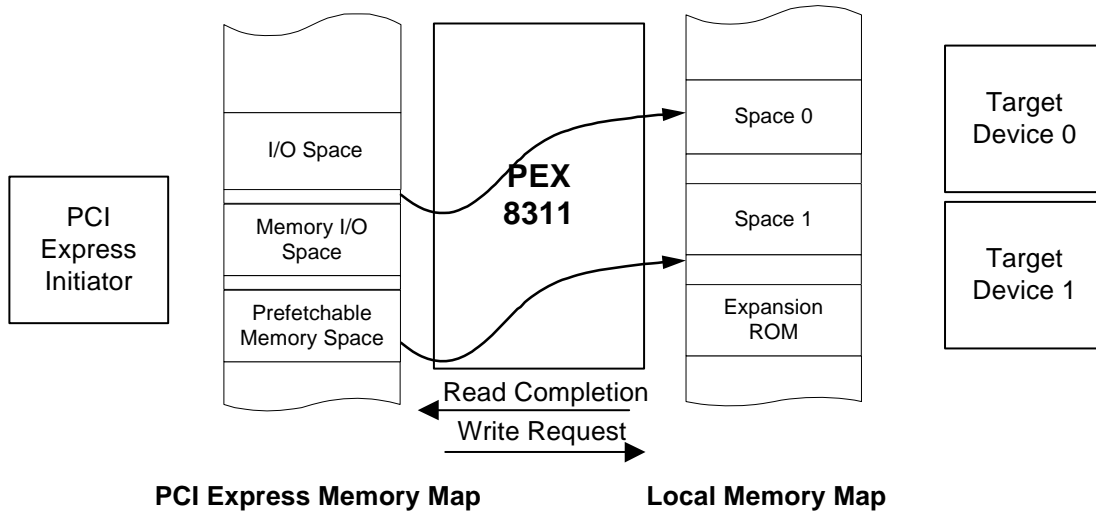 PCI
Express
Initiator
I/O Space
Memory I/O
Space
Prefetchable
Memory Space
PEX
8311
Space 0
Space 1
Expansion
ROM
Target
Device 0
Target
Device 1
Read Completion
Write Request
PCI Express Memory Map
Local Memory Map